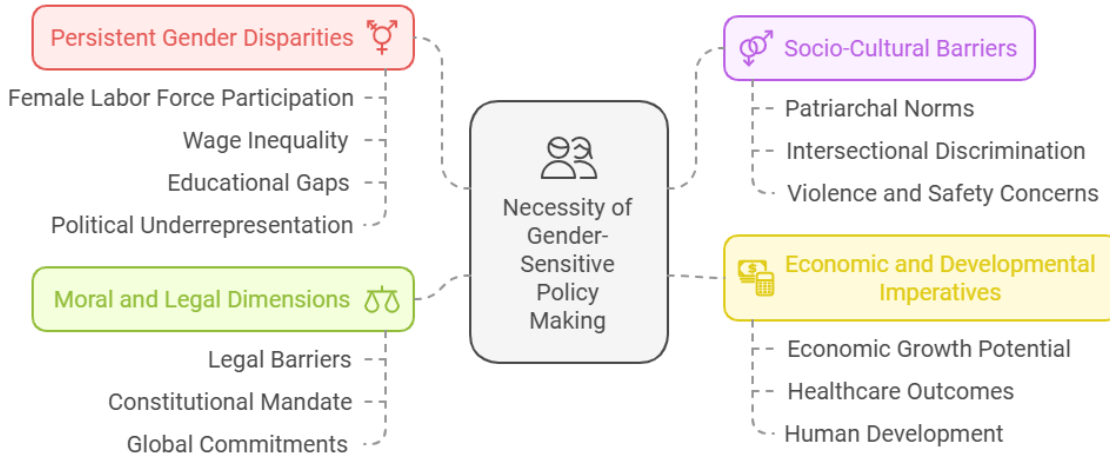 Persistent Gender Disparities
Female Labor Force Participation
Wage Inequality
Educational Gaps
Political Underrepresentation
Moral and Legal Dimensions
Legal Barriers
Constitutional Mandate
Global Commitments
Necessity of
Gender-
Sensitive
Policy
Making
Socio-Cultural Barriers
Patriarchal Norms
Intersectional Discrimination
Violence and Safety Concerns
Economic and Developmental
Imperatives
Economic Growth Potential
Healthcare Outcomes
Human Development